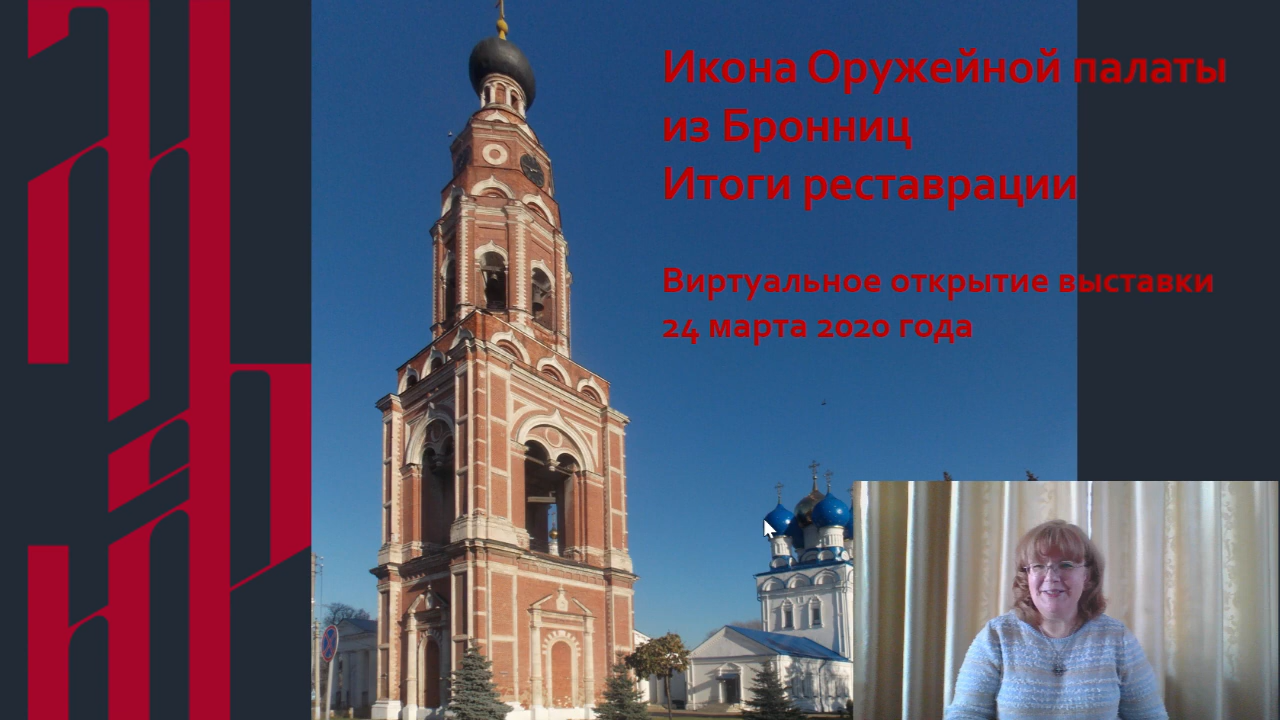 Икона Оружейной палаты
из Бронниц
Итоги реставрации
Виртуальное открытие выставки
24 марта 2020 года